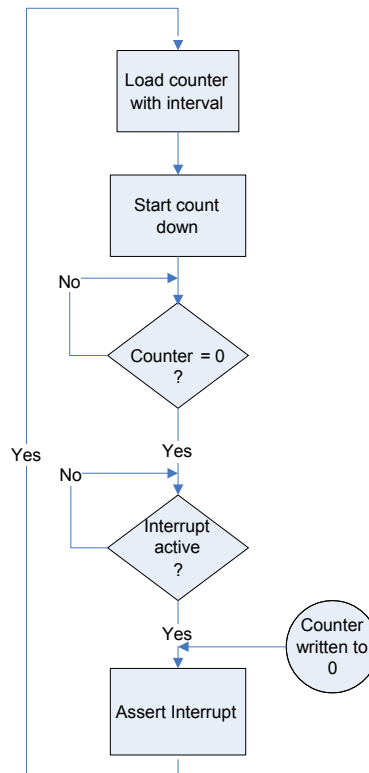 Load counter
with interval
Start count
down
No
Counter = 0
?
Yes
Yes
No
Interrupt
active
?
Yes
Counter
written to
0
Assert Interrupt